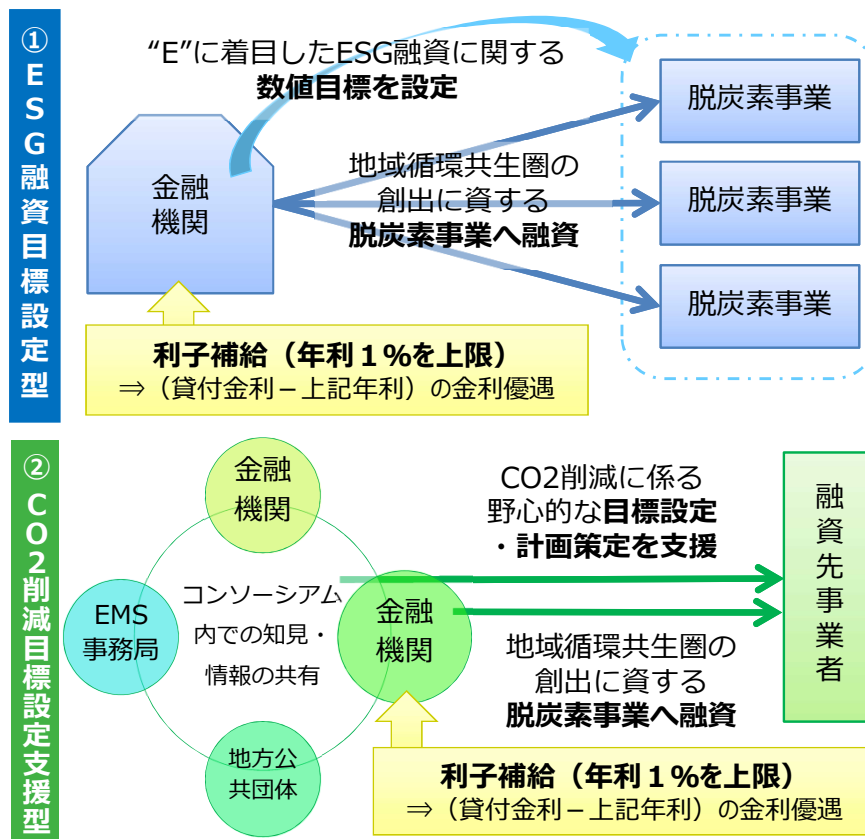 ①ESG融資目標設定型
“E”に着目したESG融資に関する
数値目標を設定
金融
機関
地域循環共生圏の
創出に資する
脱炭素事業へ融資
脱炭素事業
脱炭素事業
脱炭素事業
利子補給（年利１%を上限）
⇒（貸付金利－上記年利）の金利優遇
②CO2削減目標設定支援型
金融
機関
EMS
事務局
コンソーシアム
内での知見・
情報の共有
金融
機関
地方公
共団体
CO2削減に係る
野心的な目標設定
・計画策定を支援
地域循環共生圏の
創出に資する
脱炭素事業へ融資
融資先事業者
利子補給（年利１%を上限）
⇒（貸付金利－上記年利）の金利優遇